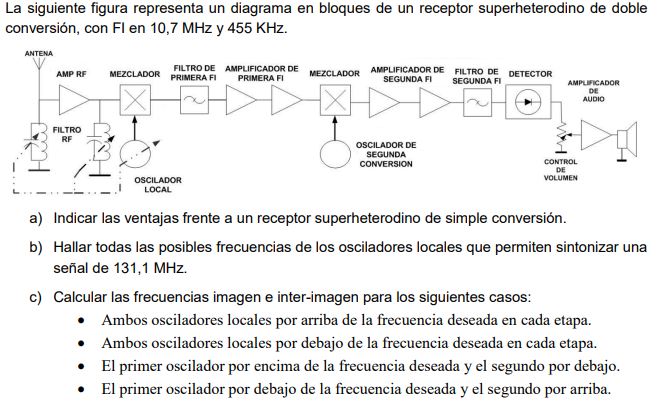 La siguiente figura representa un diagrama en bloques de un receptor superheterodino de doble
conversión, con FI en 10,7 MHz y 455 KHz.
ANTENA
AMP RF
MEZCLADOR
FILTRO DE
PRIMERA FI
AMPLIFICADOR DE
PRIMERA FI
MEZCLADOR
AMPLIFICADOR DE
SEGUNDA FI
FILTRO DE
SEGUNDA FI
DETECTOR
AMPLIFICADOR
DE
AUDIO
FILTRO
RF
OSCILADOR
LOCAL
OSCILADOR DE
SEGUNDA
CONVERSION
CONTROL
DE
VOLUMEN
a) Indicar las ventajas frente a un receptor superheterodino de simple conversión.
b) Hallar todas las posibles frecuencias de los osciladores locales que permiten sintonizar una
señal de 131,1 MHz.
c) Calcular las frecuencias imagen e inter-imagen para los siguientes casos:
• Ambos osciladores locales por arriba de la frecuencia deseada en cada etapa.
• Ambos osciladores locales por debajo de la frecuencia deseada en cada etapa.
• El primer oscilador por encima de la frecuencia deseada y el segundo por debajo.
• El primer oscilador por debajo de la frecuencia deseada y el segundo por arriba.